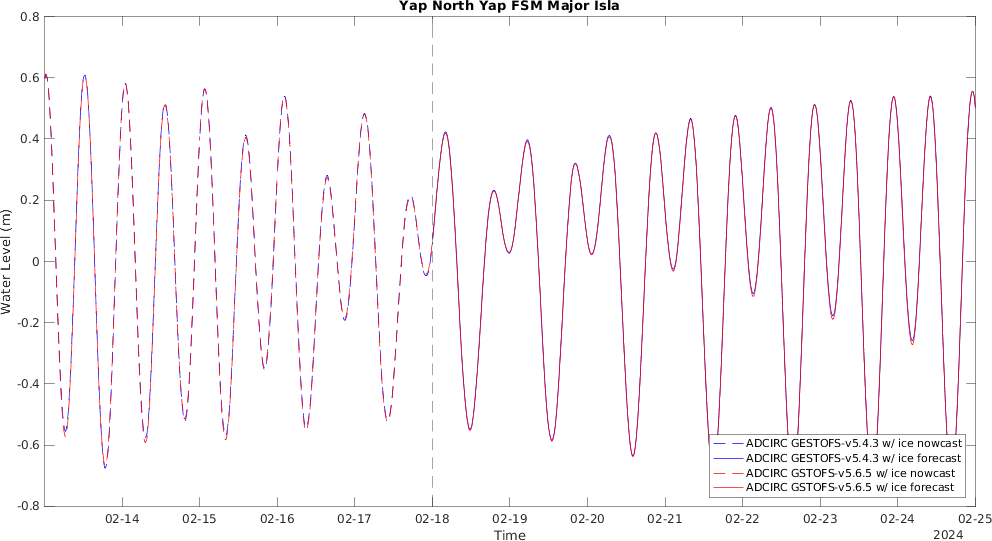 Yap North Yap FSM Major Isla
0.8
0.6
0.4
0.2
0
-0.2
-0.4
-0.6
-0.8
Water Level (m)
ADCIRC GESTOFS-v5.4.3 w/ ice nowcast
ADCIRC GESTOFS-v5.4.3 w/ ice forecast
ADCIRC GSTOFS-v5.6.5 w/ ice nowcast
ADCIRC GSTOFS-v5.6.5 w/ ice forecast
02-14 02-15 02-16 02-17 02-18 02-19 02-20 02-21 02-22 02-23 02-24 02-25
Time
2024